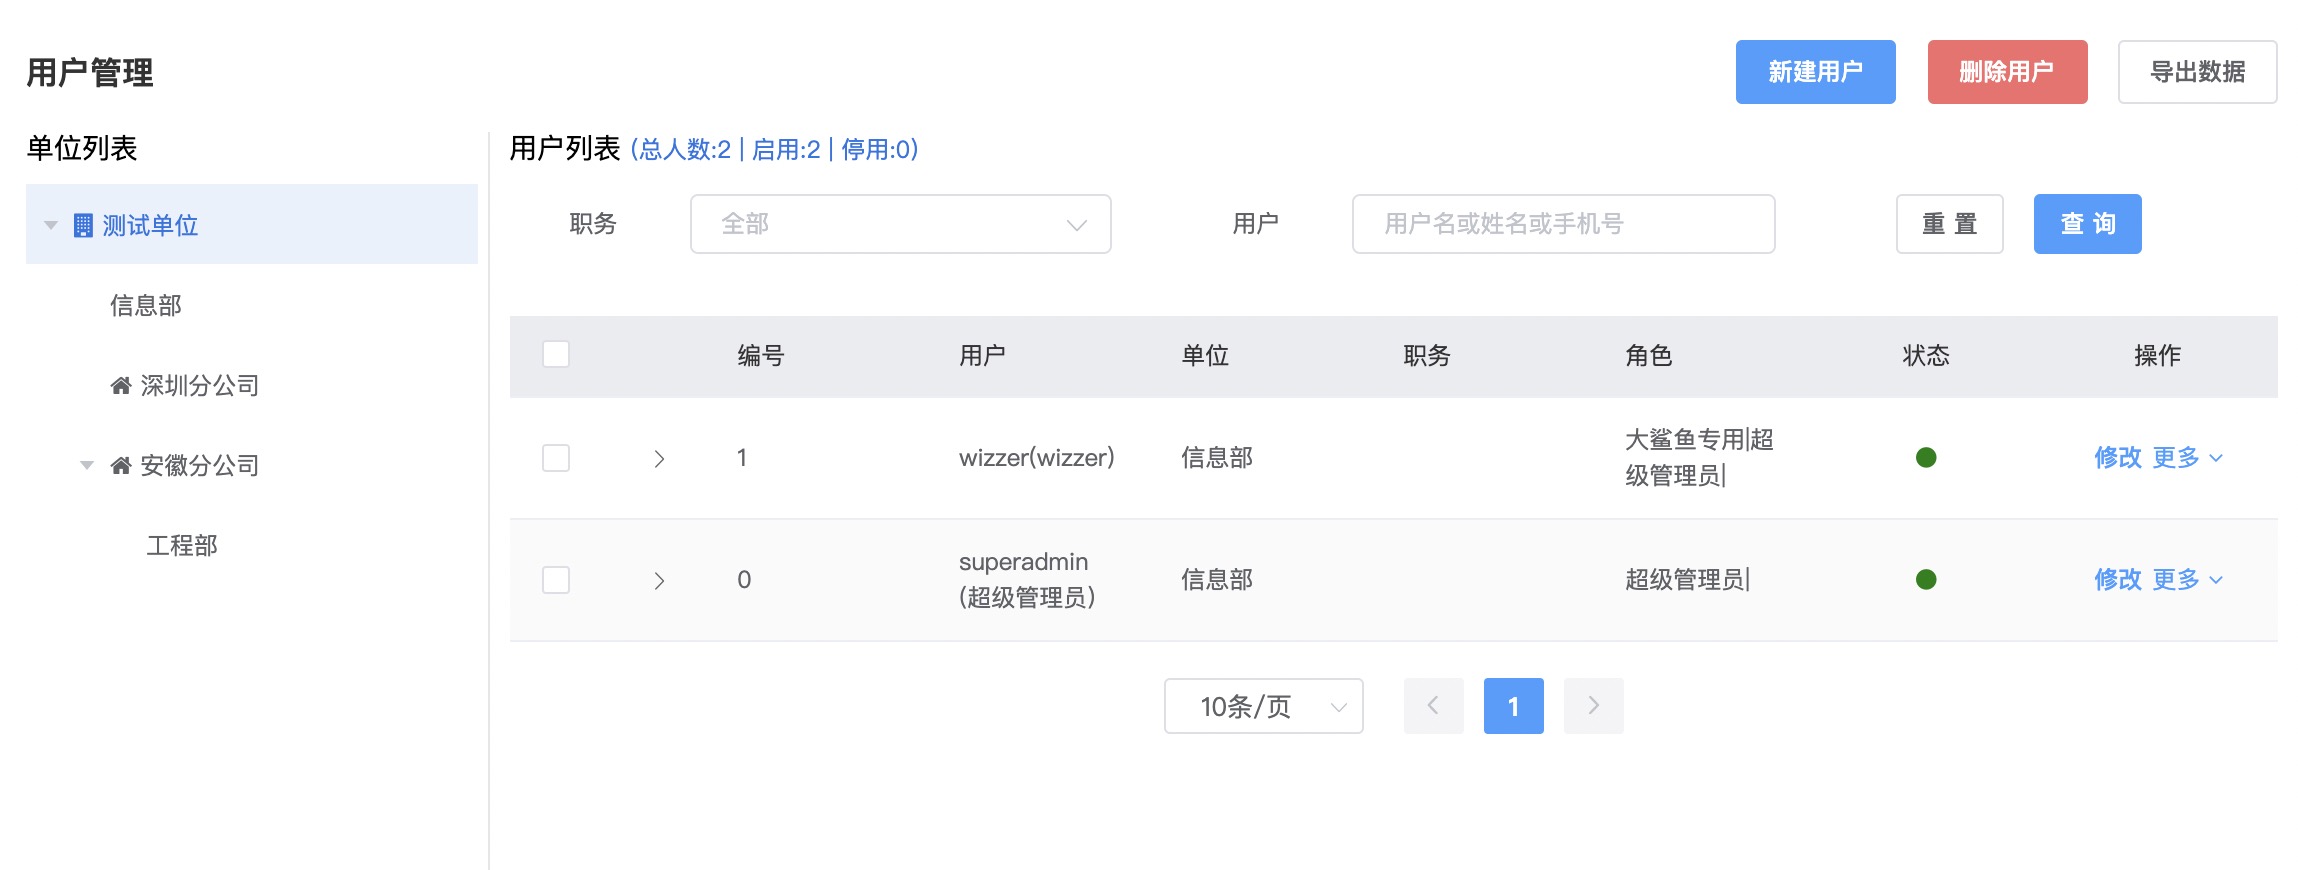 用户管理
新建用户
删除用户
导出数据
单位列表
测试单位
信息部
深圳分公司
安徽分公司
工程部
用户列表 (总人数:2 | 启用:2 | 停用:0)
职务 全部 用户 用户名或姓名或手机号 重 置 查 询
编号 用户 单位 职务 角色 状态 操作
1 wizzer(wizzer) 信息部 大鲨鱼专用|超
级管理员| 修改 更多
0 superadmin
(超级管理员) 信息部 超级管理员| 修改 更多
10条/页 1